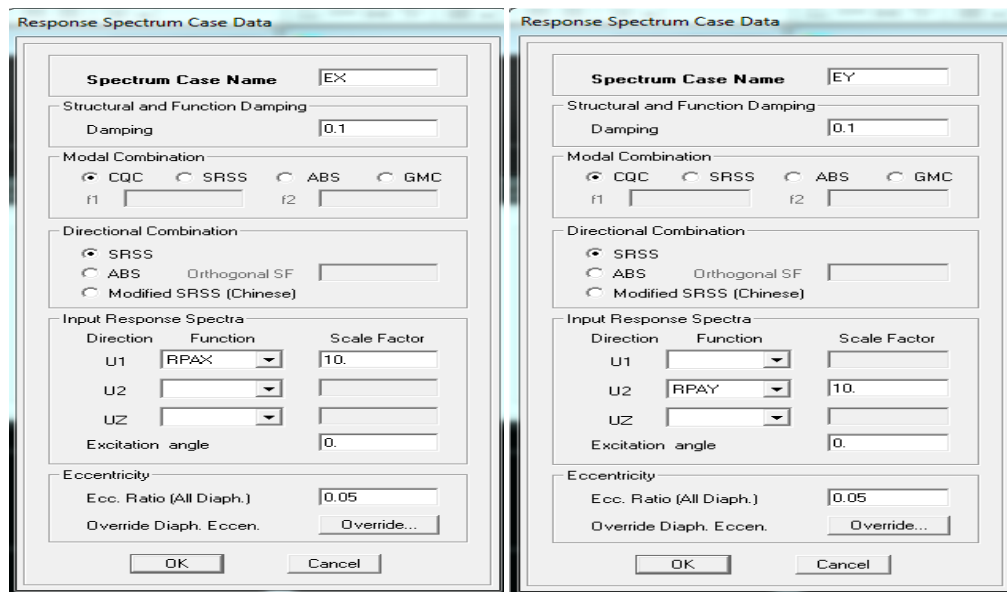 Response Spectrum Case Data
Spectrum Case Name EX
Structural and Function Damping
Damping 0.1
Modal Combination
CQC SRSS ABS GMC
f1 f2
Directional Combination
SRSS
ABS Orthogonal SF
Modified SRSS (Chinese)
Input Response Spectra
Direction Function Scale Factor
U1 RPAX 10.
U2
UZ
Excitation angle 0.
Eccentricity
Ecc. Ratio (All Diaph.) 0.05
Override Diaph. Eccen. Override...
OK Cancel
Response Spectrum Case Data
Spectrum Case Name EY
Structural and Function Damping
Damping 0.1
Modal Combination
CQC SRSS ABS GMC
f1 f2
Directional Combination
SRSS
ABS Orthogonal SF
Modified SRSS (Chinese)
Input Response Spectra
Direction Function Scale Factor
U1
U2 RPAY 10.
UZ
Excitation angle 0.
Eccentricity
Ecc. Ratio (All Diaph.) 0.05
Override Diaph. Eccen. Override...
OK Cancel